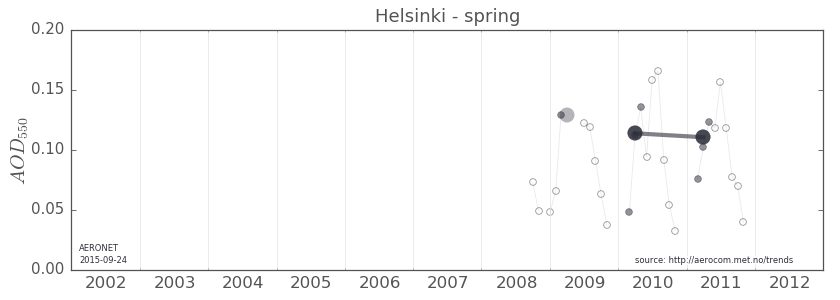 Helsinki - spring
0.20
0.15
0.10
0.05
0.00
AOD550
AERONET
2015-09-24
source: http://aerocom.met.no/trends
2002 2003 2004 2005 2006 2007 2008 2009 2010 2011 2012